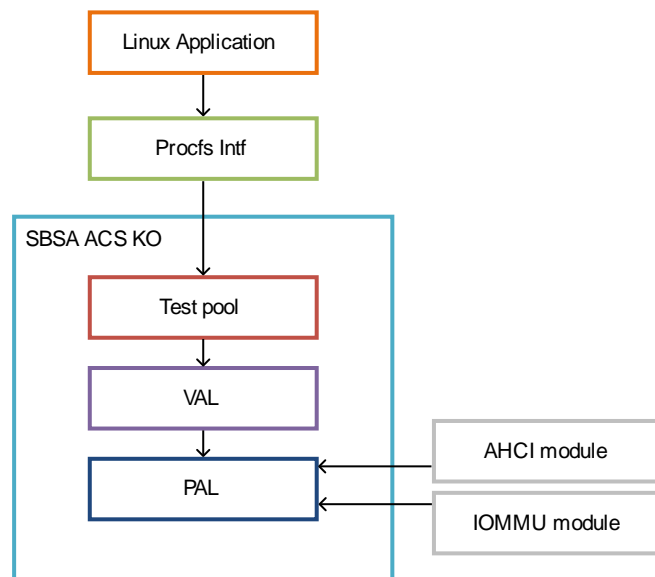 Linux Application
Procfs Intf
SBSA ACS KO
Test pool
VAL
PAL
AHCI module
IOMMU module